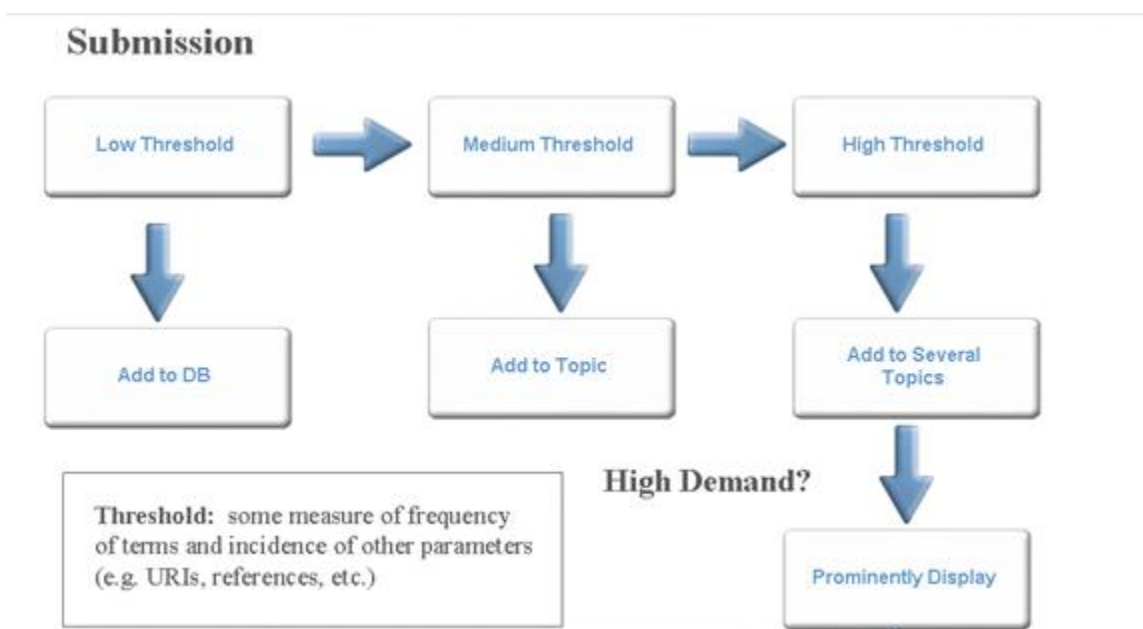 Submission
Low Threshold
Medium Threshold
High Threshold
Add to DB
Add to Topic
Add to Several
Topics
High Demand?
Threshold: some measure of frequency
of terms and incidence of other parameters
(e.g. URIs, references, etc.)
Prominently Display